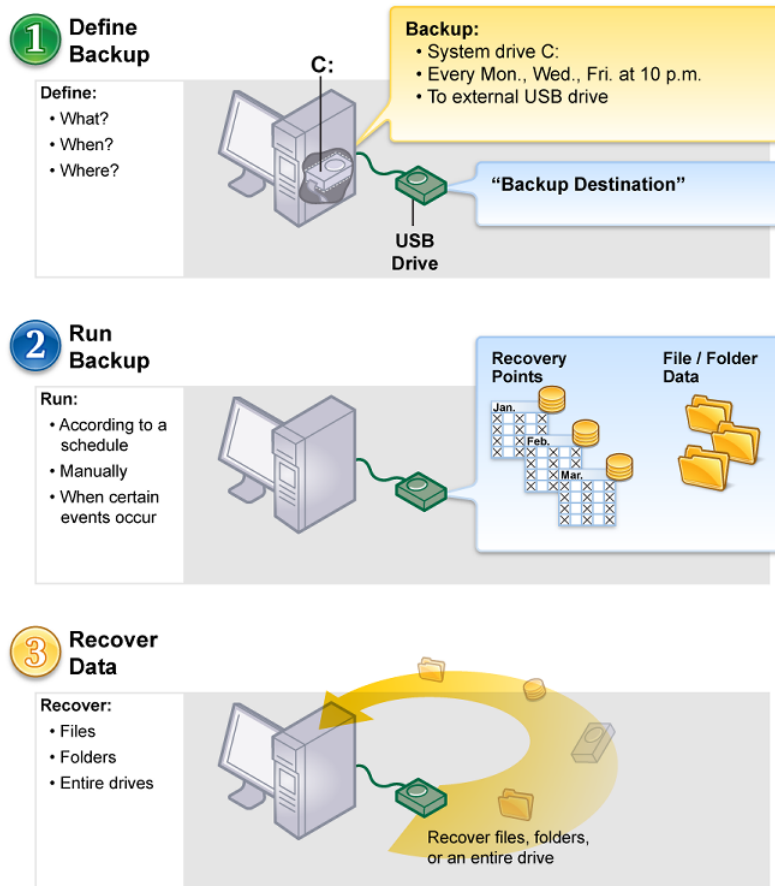 1
Define
Backup
Define:
• What?
• When?
• Where?
C:
Backup:
• System drive C:
• Every Mon., Wed., Fri. at 10 p.m.
• To external USB drive
“Backup Destination”
USB
Drive
2
Run
Backup
Run:
• According to a
schedule
• Manually
• When certain
events occur
Recovery
Points
Jan.
Feb.
Mar.
File / Folder
Data
3
Recover
Data
Recover:
• Files
• Folders
• Entire drives
Recover files, folders,
or an entire drive